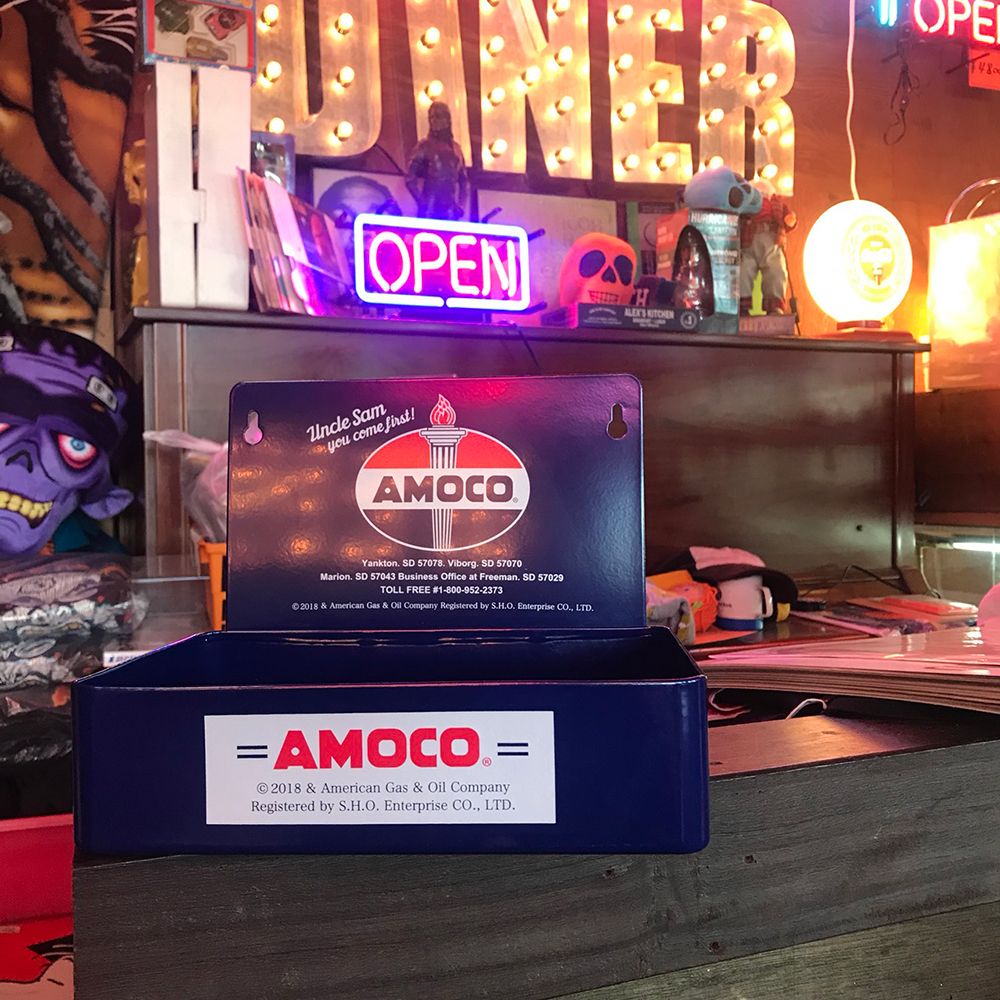 DINER
OPEN
OPEN
HURRICANE
ALEX'S KITCHEN
Uncle Sam
you come first!
AMOCO®
Yankton. SD 57078. Viborg. SD 57070
Marion. SD 57043 Business Office at Freeman. SD 57029
TOLL FREE #1-800-952-2373
©2018 & American Gas & Oil Company Registered by S.H.O. Enterprise CO., LTD.
=AMOCO®=
©2018 & American Gas & Oil Company
Registered by S.H.O. Enterprise CO., LTD.